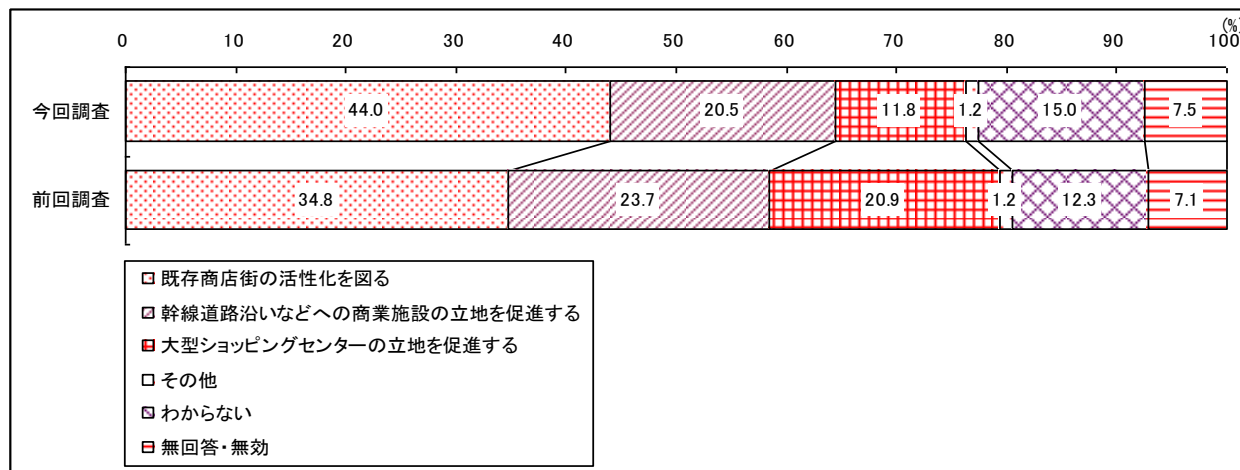 (%)
0 10 20 30 40 50 60 70 80 90 100
今回調査 44.0 20.5 11.8 1.2 15.0 7.5
前回調査 34.8 23.7 20.9 1.2 12.3 7.1
既存商店街の活性化を図る
幹線道路沿いなどへの商業施設の立地を促進する
大型ショッピングセンターの立地を促進する
その他
わからない
無回答・無効